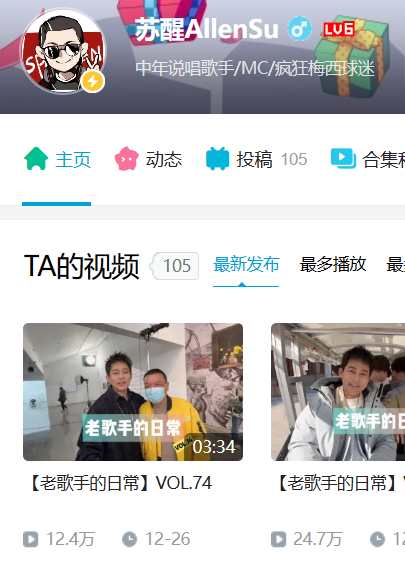 苏醒AllenSu LV6
中年说唱歌手/MC/疯狂梅西球迷
主页 动态 投稿 105 合集
TA的视频 105 最新发布 最多播放
老歌手的日常
VOL.74
03:34
老歌手的
【老歌手的日常】VOL.74
【老歌手的日常】V
12.4万 12-26
24.7万